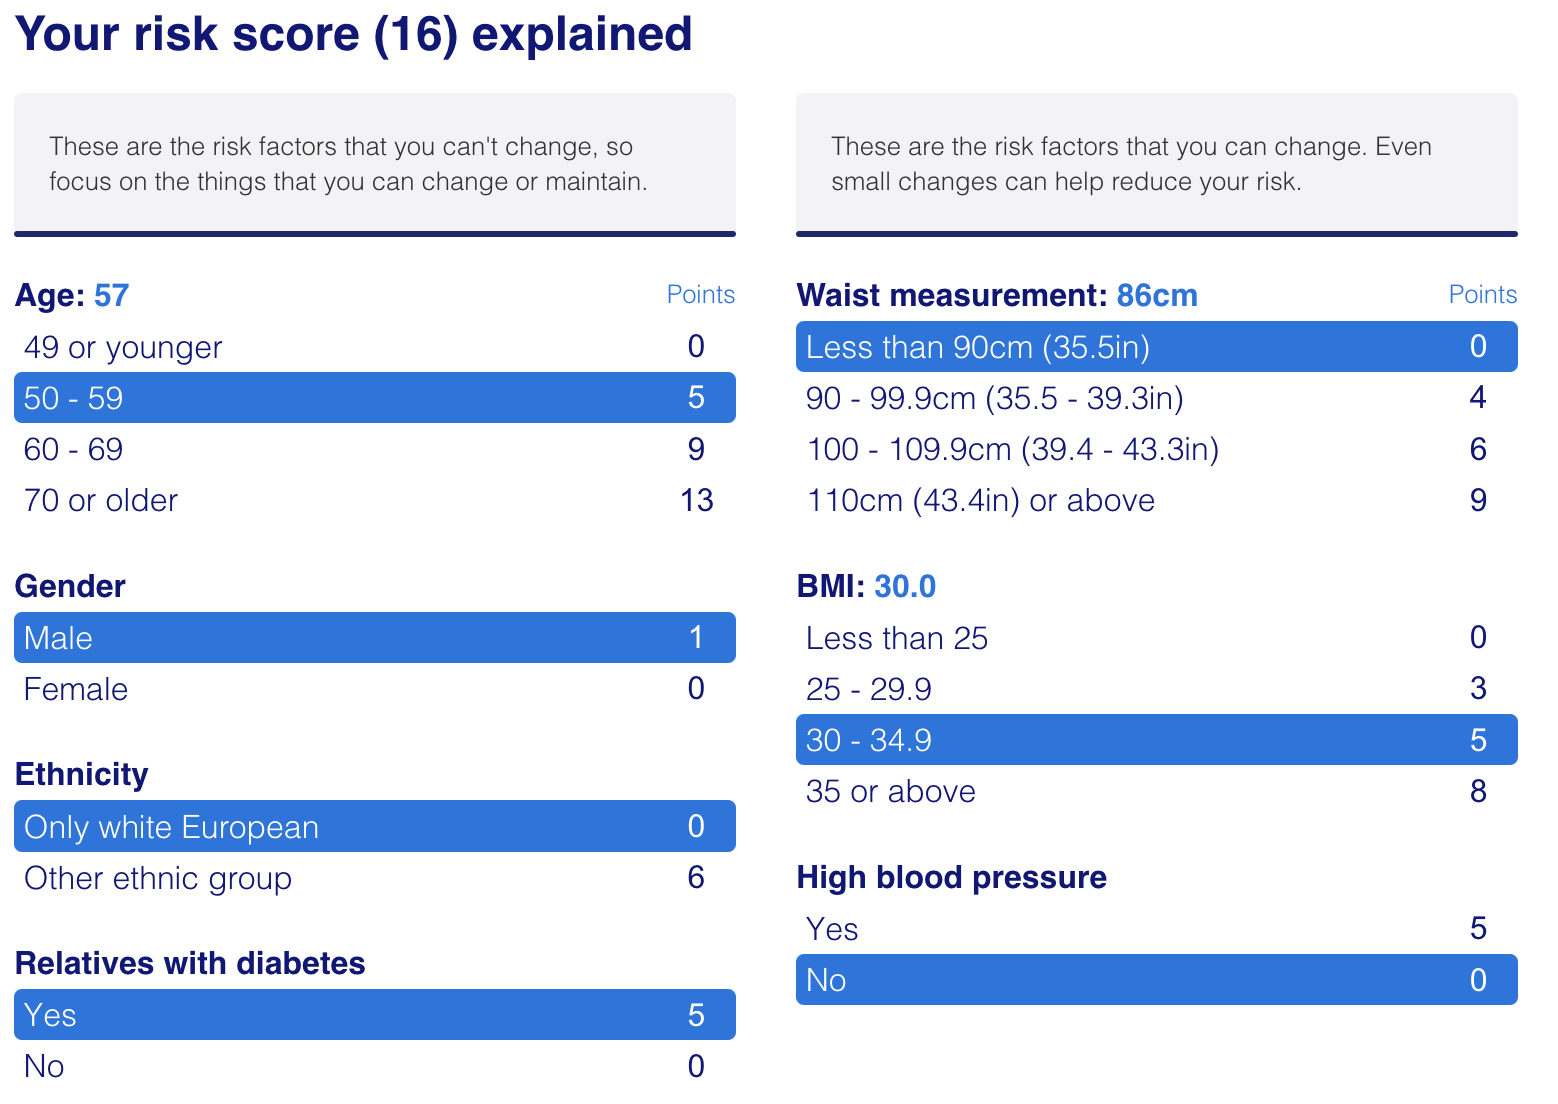 Your risk score (16) explained
These are the risk factors that you can't change, so
focus on the things that you can change or maintain.
Age: 57 Points
49 or younger 0
50 - 59 5
60 - 69 9
70 or older 13
Gender
Male 1
Female 0
Ethnicity
Only white European 0
Other ethnic group 6
Relatives with diabetes
Yes 5
No 0
These are the risk factors that you can change. Even
small changes can help reduce your risk.
Waist measurement: 86cm Points
Less than 90cm (35.5in) 0
90 - 99.9cm (35.5 - 39.3in) 4
100 - 109.9cm (39.4 - 43.3in) 6
110cm (43.4in) or above 9
BMI: 30.0
Less than 25 0
25 - 29.9 3
30 - 34.9 5
35 or above 8
High blood pressure
Yes 5
No 0